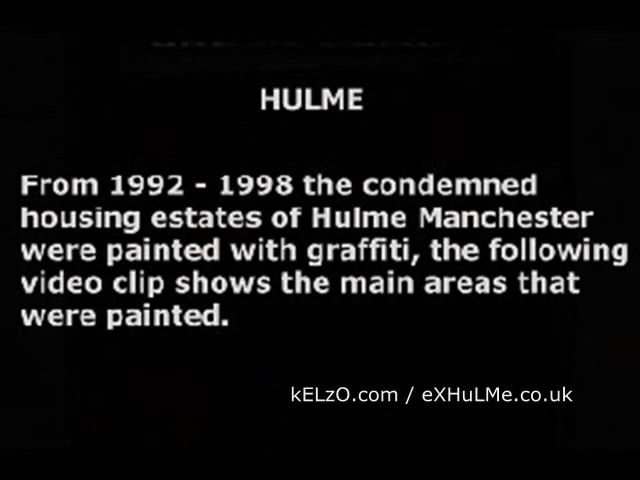 HULME
From 1992 - 1998 the condemned
housing estates of Hulme Manchester
were painted with graffiti, the following
video clip shows the main areas that
were painted.
kELzO.com / eXHuLMe.co.uk